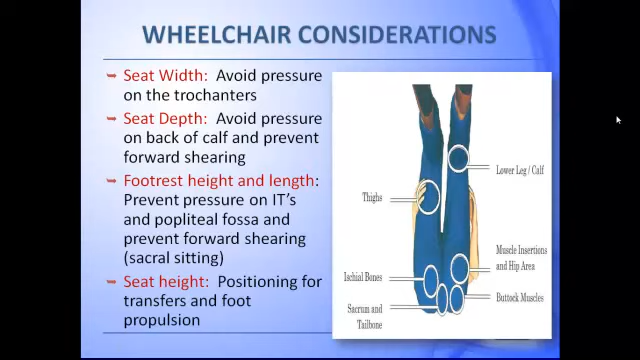 WHEELCHAIR CONSIDERATIONS
Seat Width: Avoid pressure
on the trochanters
Seat Depth: Avoid pressure
on back of calf and prevent
forward shearing
Footrest height and length:
Prevent pressure on IT's
and popliteal fossa and
prevent forward shearing
(sacral sitting)
Seat height: Positioning for
transfers and foot
propulsion
Lower Leg / Calf
Thighs
Muscle Insertions
and Hip Area
Ischial Bones
Buttock Muscles
Sacrum and
Tailbone